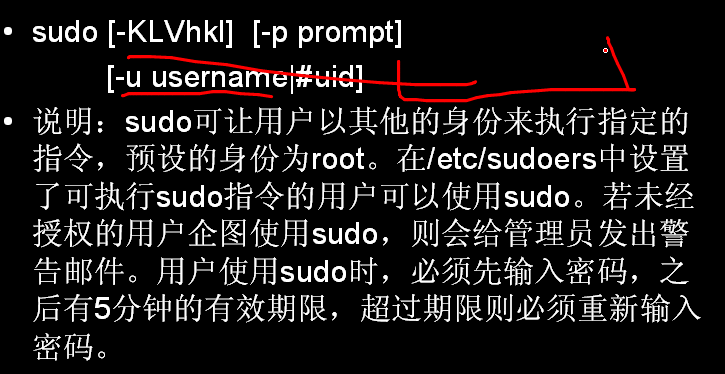 • sudo [-KLVhkl] [-p prompt]
[-u username|#uid]
• 说明：sudo可让用户以其他的身份来执行指定的
指令，预设的身份为root。在/etc/sudoers中设置
了可执行sudo指令的用户可以使用sudo。若未经
授权的用户企图使用sudo，则会给管理员发出警
告邮件。用户使用sudo时，必须先输入密码，之
后有5分钟的有效期限，超过期限则必须重新输入
密码。